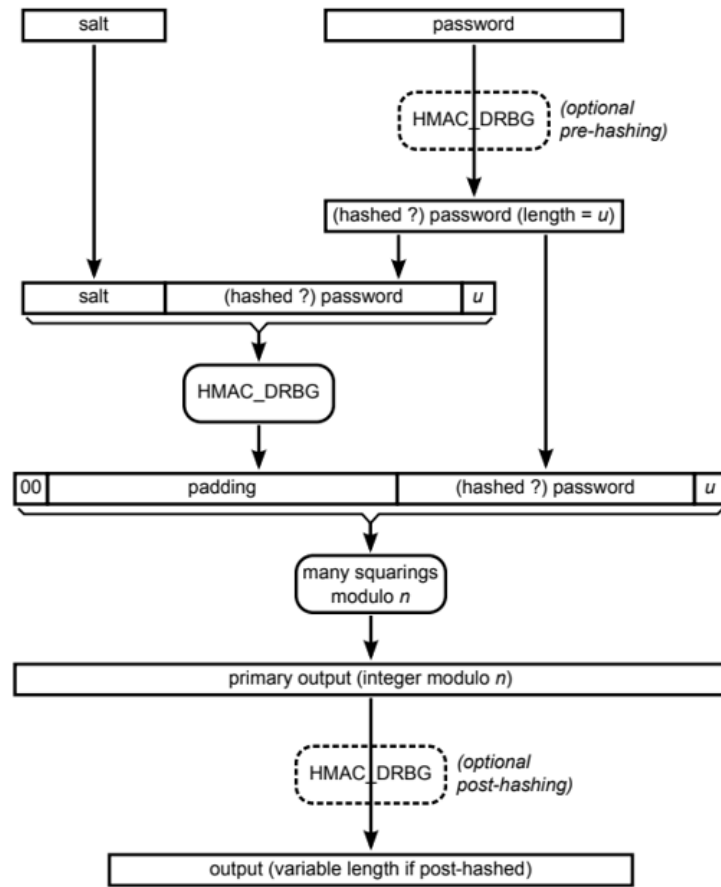 salt
password
HMAC_DRBG
(optional
pre-hashing)
(hashed ?) password (length = u)
salt
(hashed ?) password
u
HMAC_DRBG
00
padding
(hashed ?) password
u
many squarings
modulo n
primary output (integer modulo n)
HMAC_DRBG
(optional
post-hashing)
output (variable length if post-hashed)